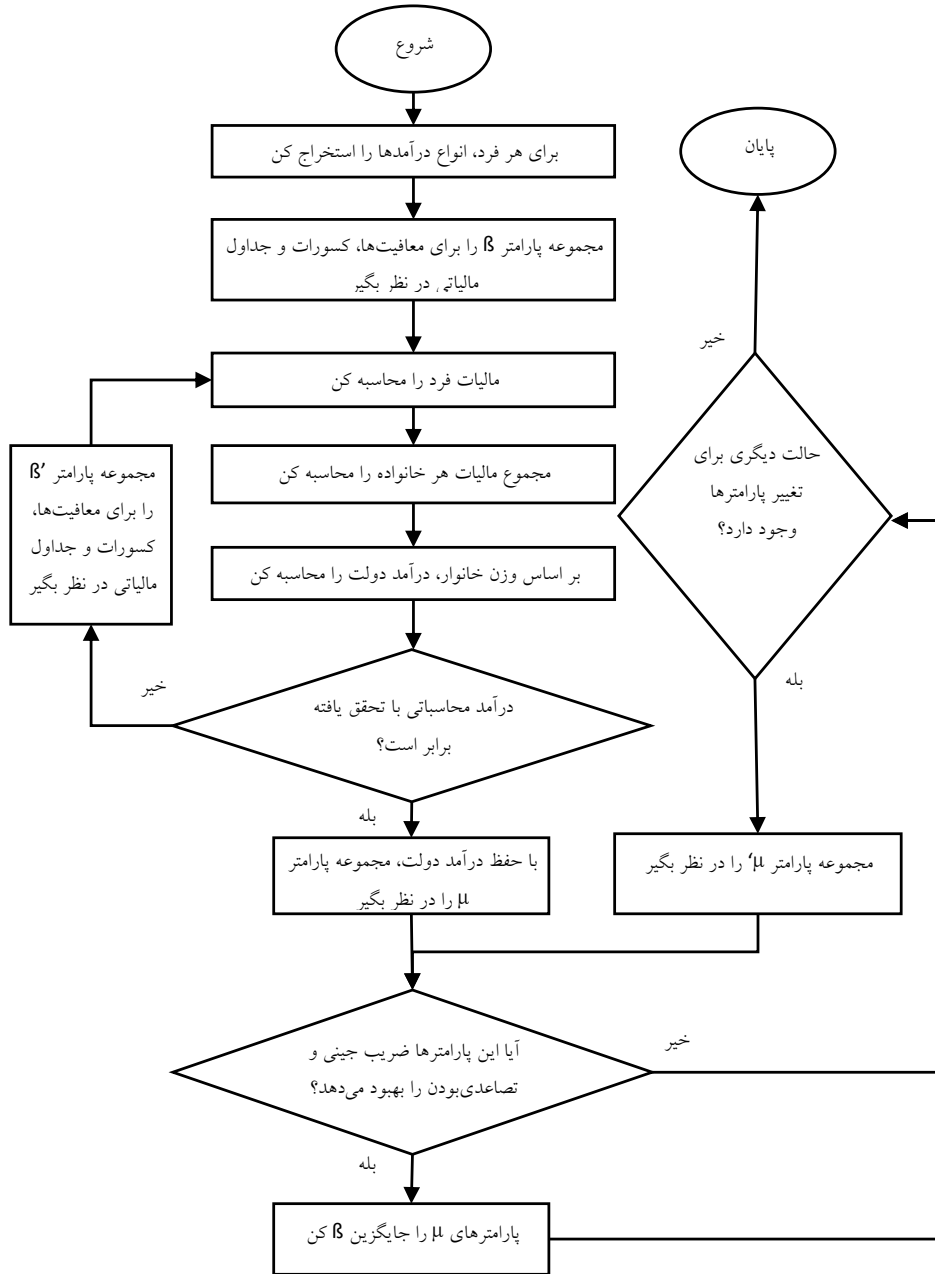 شروع
برای هر فرد، انواع درآمدها را استخراج کن
مجموعه پارامتر ß را برای معافیت‌ها، کسورات و جداول
مالیاتی در نظر بگیر
مالیات فرد را محاسبه کن
مجموع مالیات هر خانواده را محاسبه کن
بر اساس وزن خانوار، درآمد دولت را محاسبه کن
درآمد محاسباتی با تحقق یافته
برابر است؟
خیر
مجموعه پارامتر ß′
را برای معافیت‌ها،
کسورات و جداول
مالیاتی در نظر بگیر
بله
با حفظ درآمد دولت، مجموعه پارامتر
µ را در نظر بگیر
آیا این پارامترها ضریب جینی و
تصاعدی‌بودن را بهبود می‌دهد؟
خیر
بله
پارامترهای µ را جایگزین ß کن
حالت دیگری برای
تغییر پارامترها
وجود دارد؟
بله
مجموعه پارامتر µ′ را در نظر بگیر
خیر
پایان